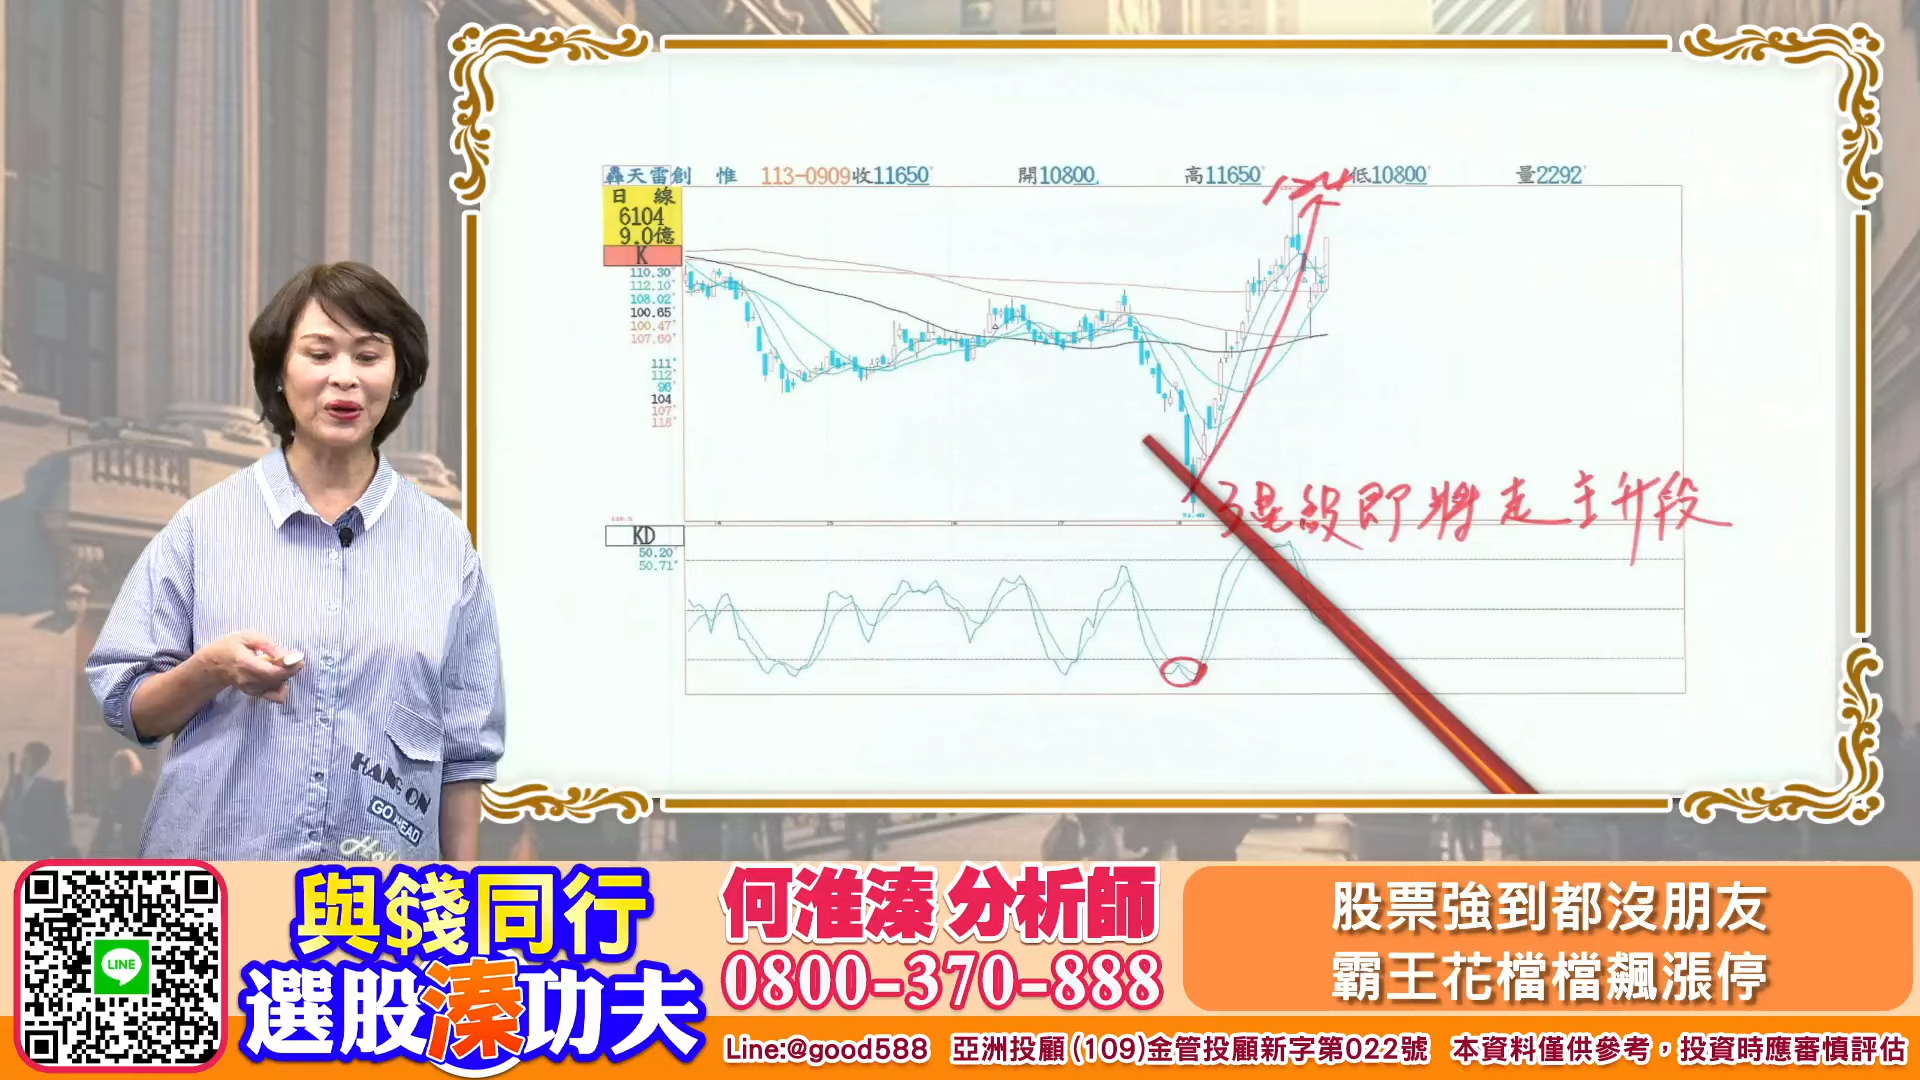 轟天雷創 惟 113-0909收11650 開10800 高11650 低10800 量2292
日線
6104
9.0億
K
110.30
112.10
108.02
100.65
100.47
107.60
111
112
96
104
107
118
KD
50.20
50.71
124
即將走主升段
HANG ON
GO AHEAD
LINE
與錢同行
選股溱功夫
何淮溱 分析師
0800-370-888
股票強到都沒朋友
霸王花檔檔飆漲停
Line:@good588 亞洲投顧(109)金管投顧新字第022號 本資料僅供參考，投資時應審慎評估